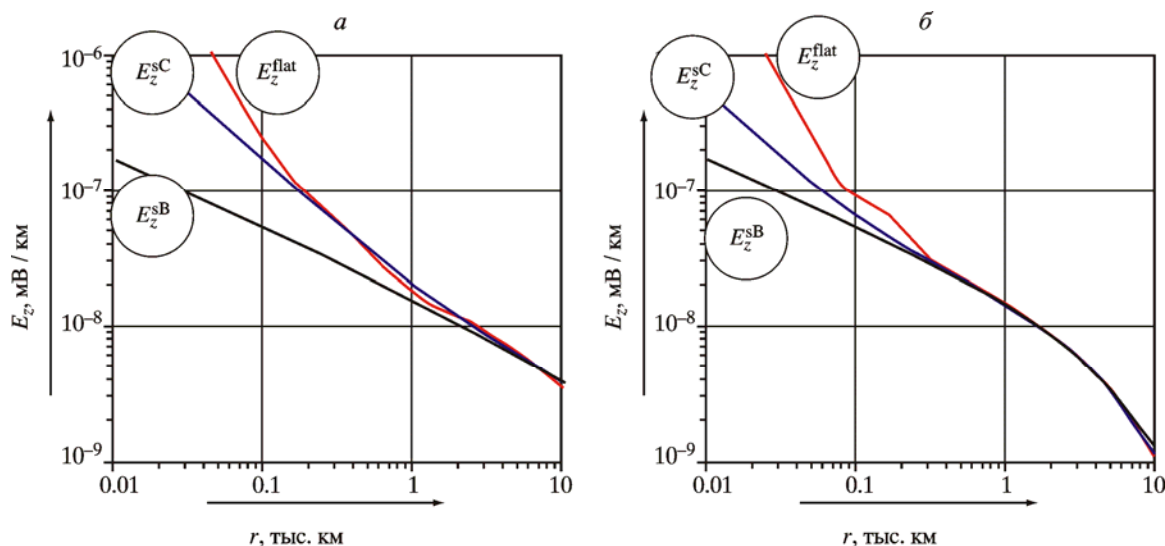 а
10⁻⁶
E_z^sC
E_z^flat
10⁻⁷
E_z^sB
E_z, мВ / км
10⁻⁸
10⁻⁹
0.01
0.1
1
10
r, тыс. км
б
10⁻⁶
E_z^sC
E_z^flat
10⁻⁷
E_z^sB
E_z, мВ / км
10⁻⁸
10⁻⁹
0.01
0.1
1
10
r, тыс. км